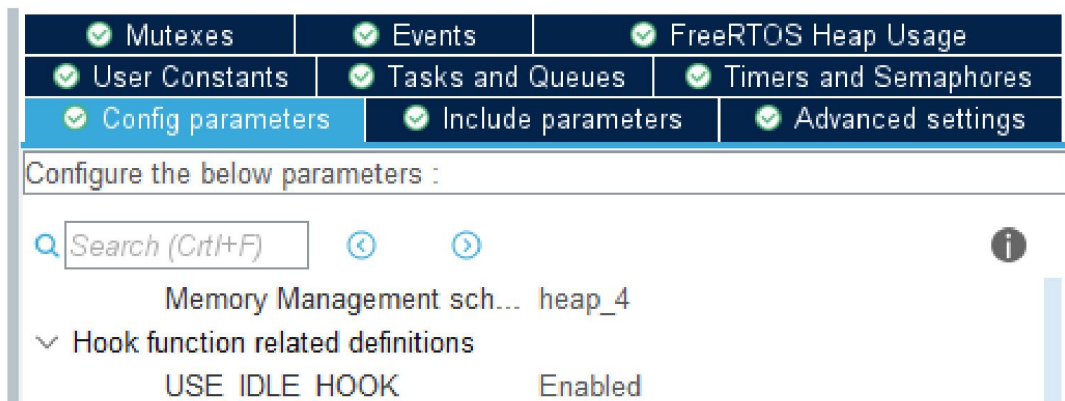 Mutexes Events FreeRTOS Heap Usage
User Constants Tasks and Queues Timers and Semaphores
Config parameters Include parameters Advanced settings
Configure the below parameters :
Search (Crtl+F)
Memory Management sch... heap_4
Hook function related definitions
USE_IDLE_HOOK Enabled